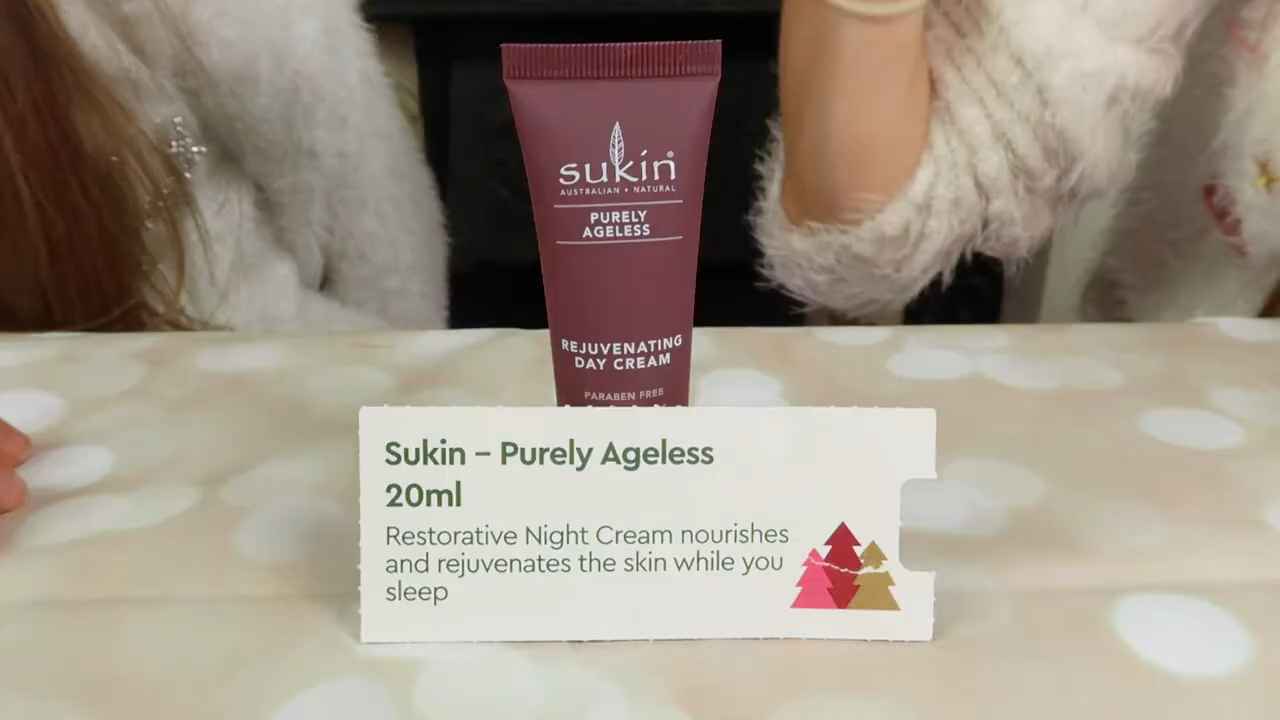 sukin®
AUSTRALIAN • NATURAL
PURELY
AGELESS
REJUVENATING
DAY CREAM
PARABEN FREE
Sukin – Purely Ageless
20ml
Restorative Night Cream nourishes
and rejuvenates the skin while you
sleep